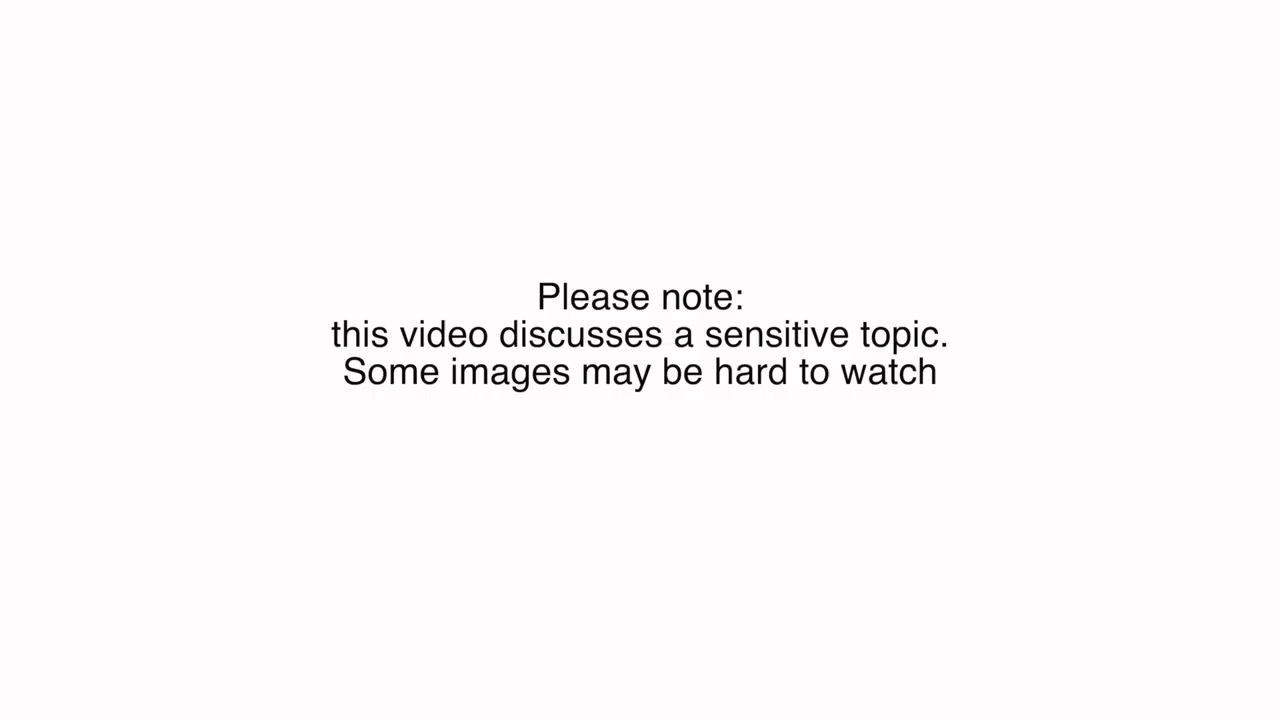 Please note:
this video discusses a sensitive topic.
Some images may be hard to watch